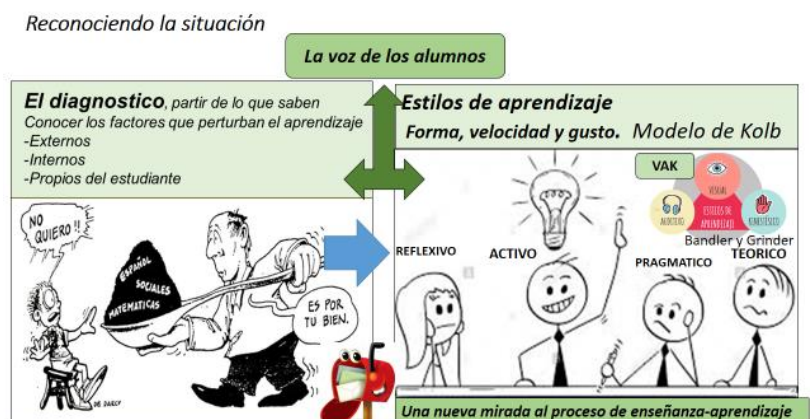 Reconociendo la situación
La voz de los alumnos
El diagnostico, partir de lo que saben
Conocer los factores que perturban el aprendizaje
-Externos
-Internos
-Propios del estudiante
NO
QUIERO!!
ESPAÑOL
SOCIALES
MATEMATICAS
ES POR
TU BIEN.
DE DARCY
Estilos de aprendizaje
Forma, velocidad y gusto. Modelo de Kolb
VAK
VISUAL
AUDITIVO
ESTILOS DE
APRENDIZAJE
KINESTÉSICO
Bandler y Grinder
REFLEXIVO
ACTIVO
PRAGMATICO
TEORICO
Una nueva mirada al proceso de enseñanza-aprendizaje